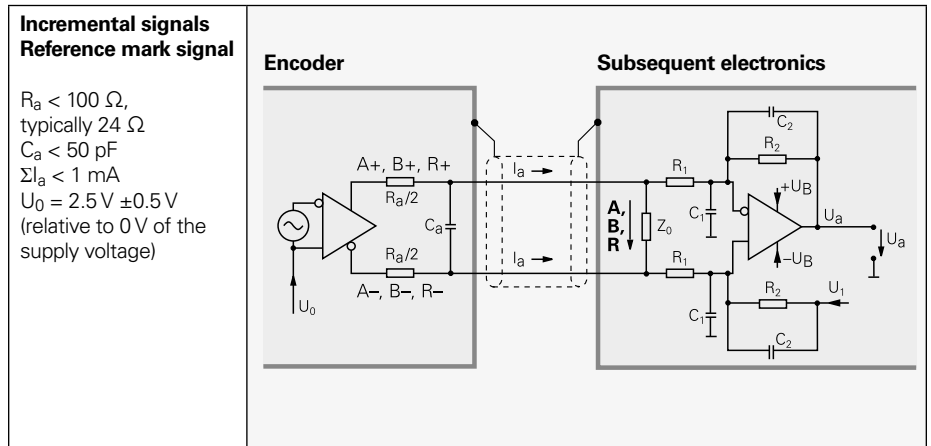 Incremental signals
Reference mark signal
Rₐ < 100 Ω,
typically 24 Ω
Cₐ < 50 pF
ΣIₐ < 1 mA
U₀ = 2.5 V ±0.5 V
(relative to 0 V of the
supply voltage)
Encoder
Subsequent electronics
A+, B+, R+
Rₐ/2
Cₐ
Rₐ/2
A−, B−, R−
U₀
Iₐ
Iₐ
A,
B,
R
Z₀
R₁
C₁
R₁
C₁
C₂
R₂
+U_B
−U_B
Uₐ
Uₐ
R₂
U₁
C₂